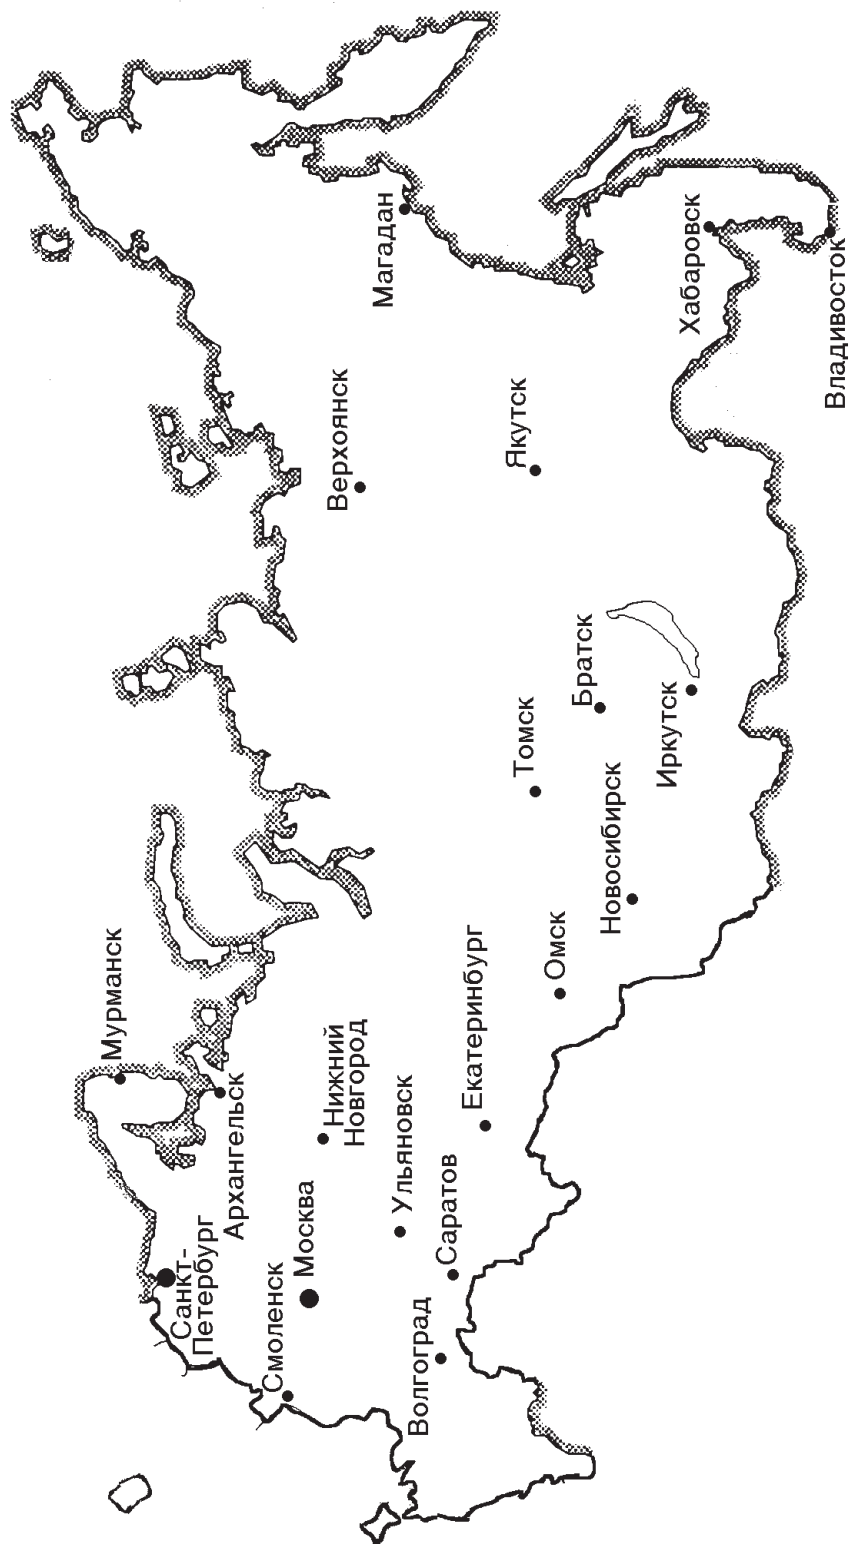 Мурманск
Санкт-
Петербург
Архангельск
Смоленск
Москва
Нижний
Новгород
Ульяновск
Саратов
Волгоград
Екатеринбург
Омск
Новосибирск
Томск
Братск
Иркутск
Верхоянск
Якутск
Магадан
Хабаровск
Владивосток